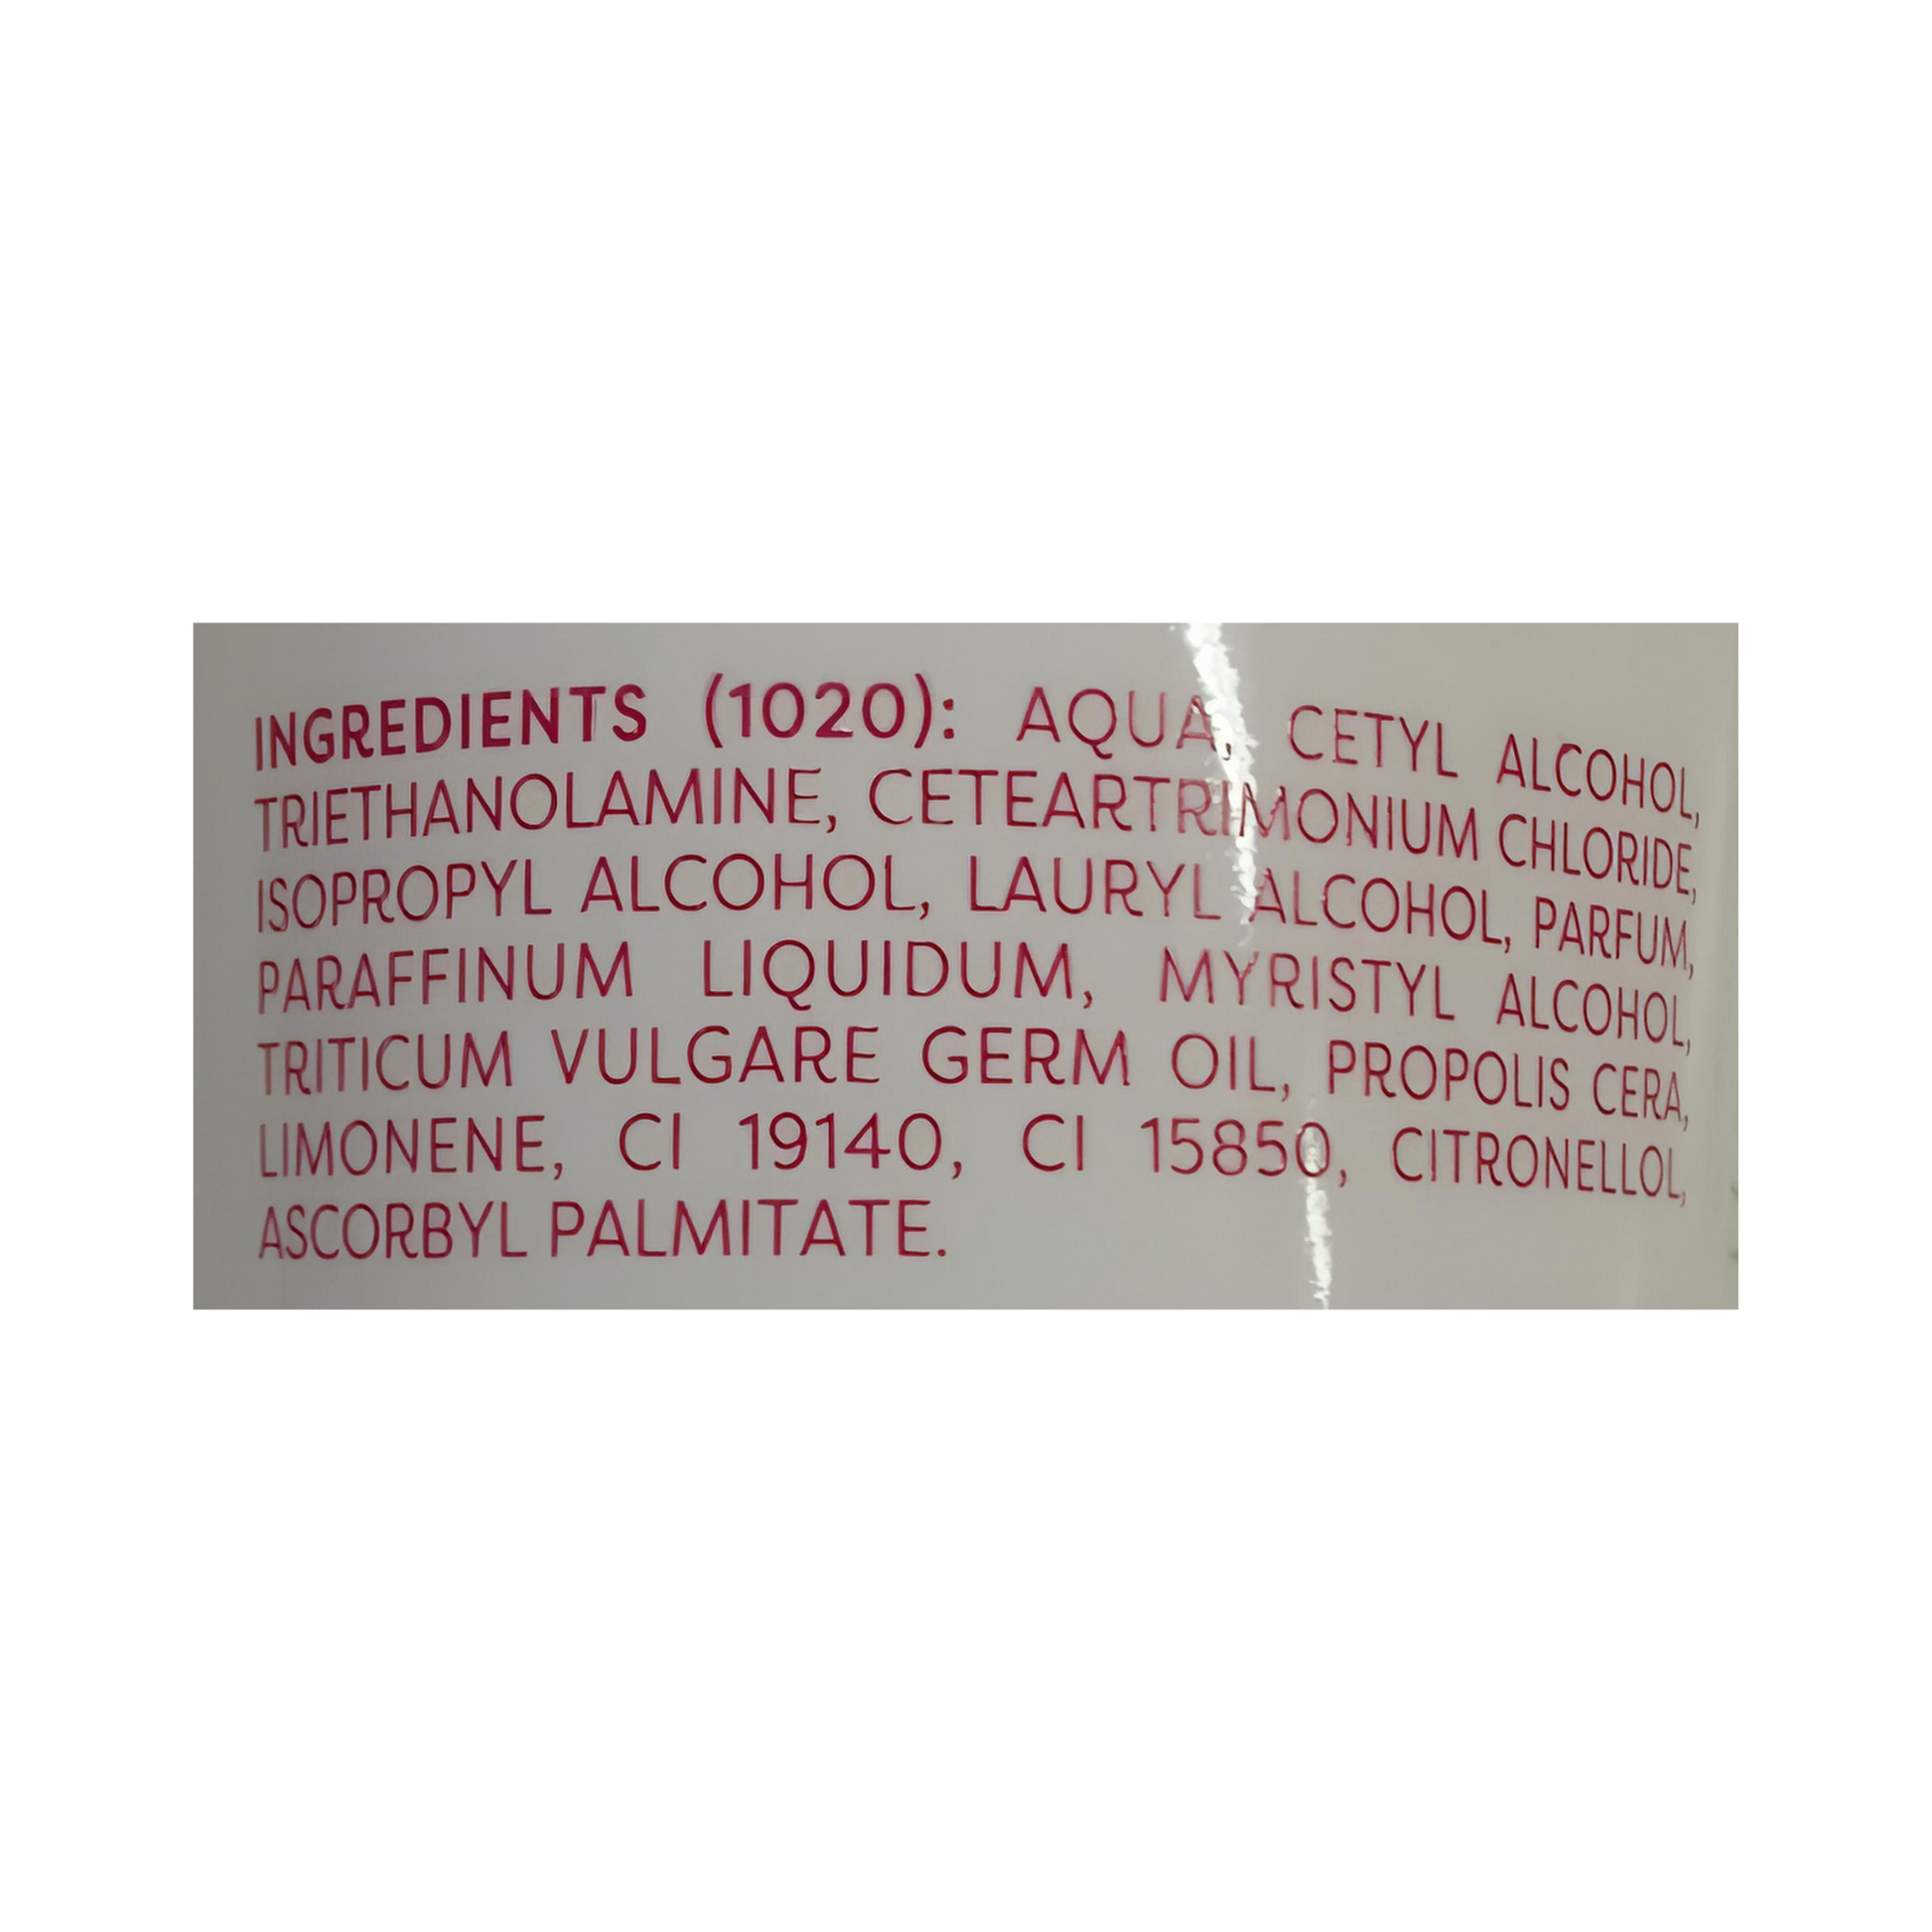 INGREDIENTS (1020): AQUA, CETYL ALCOHOL,
TRIETHANOLAMINE, CETEARTRIMONIUM CHLORIDE,
ISOPROPYL ALCOHOL, LAURYL ALCOHOL, PARFUM,
PARAFFINUM LIQUIDUM, MYRISTYL ALCOHOL,
TRITICUM VULGARE GERM OIL, PROPOLIS CERA,
LIMONENE, CI 19140, CI 15850, CITRONELLOL,
ASCORBYL PALMITATE.